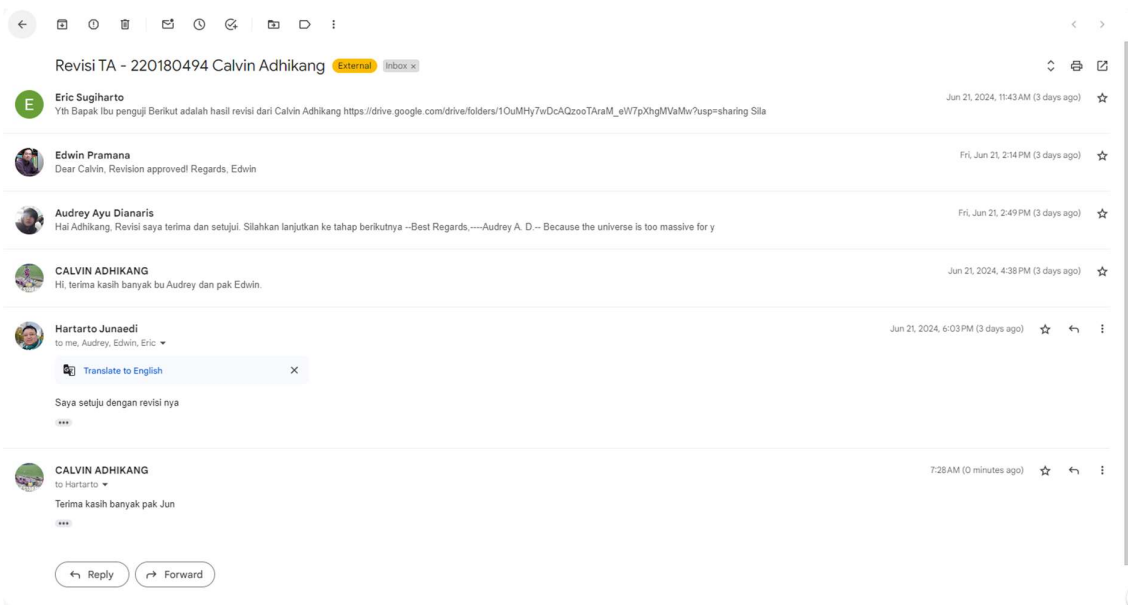 Revisi TA - 220180494 Calvin Adhikang External Inbox ×
E
Eric Sugiharto Jun 21, 2024, 11:43 AM (3 days ago)
Yth Bapak Ibu penguji Berikut adalah hasil revisi dari Calvin Adhikang https://drive.google.com/drive/folders/1OuMHy7wDcAQzooTAraM_eW7pXhgMVaMw?usp=sharing Sila
Edwin Pramana Fri, Jun 21, 2:14 PM (3 days ago)
Dear Calvin, Revision approved! Regards, Edwin
Audrey Ayu Dianaris Fri, Jun 21, 2:49 PM (3 days ago)
Hai Adhikang, Revisi saya terima dan setujui. Silahkan lanjutkan ke tahap berikutnya --Best Regards,----Audrey A. D.-- Because the universe is too massive for y
CALVIN ADHIKANG Jun 21, 2024, 4:38 PM (3 days ago)
Hi, terima kasih banyak bu Audrey dan pak Edwin.
Hartarto Junaedi Jun 21, 2024, 6:03 PM (3 days ago)
to me, Audrey, Edwin, Eric
Translate to English
Saya setuju dengan revisi nya
CALVIN ADHIKANG 7:28 AM (0 minutes ago)
to Hartarto
Terima kasih banyak pak Jun
Reply Forward